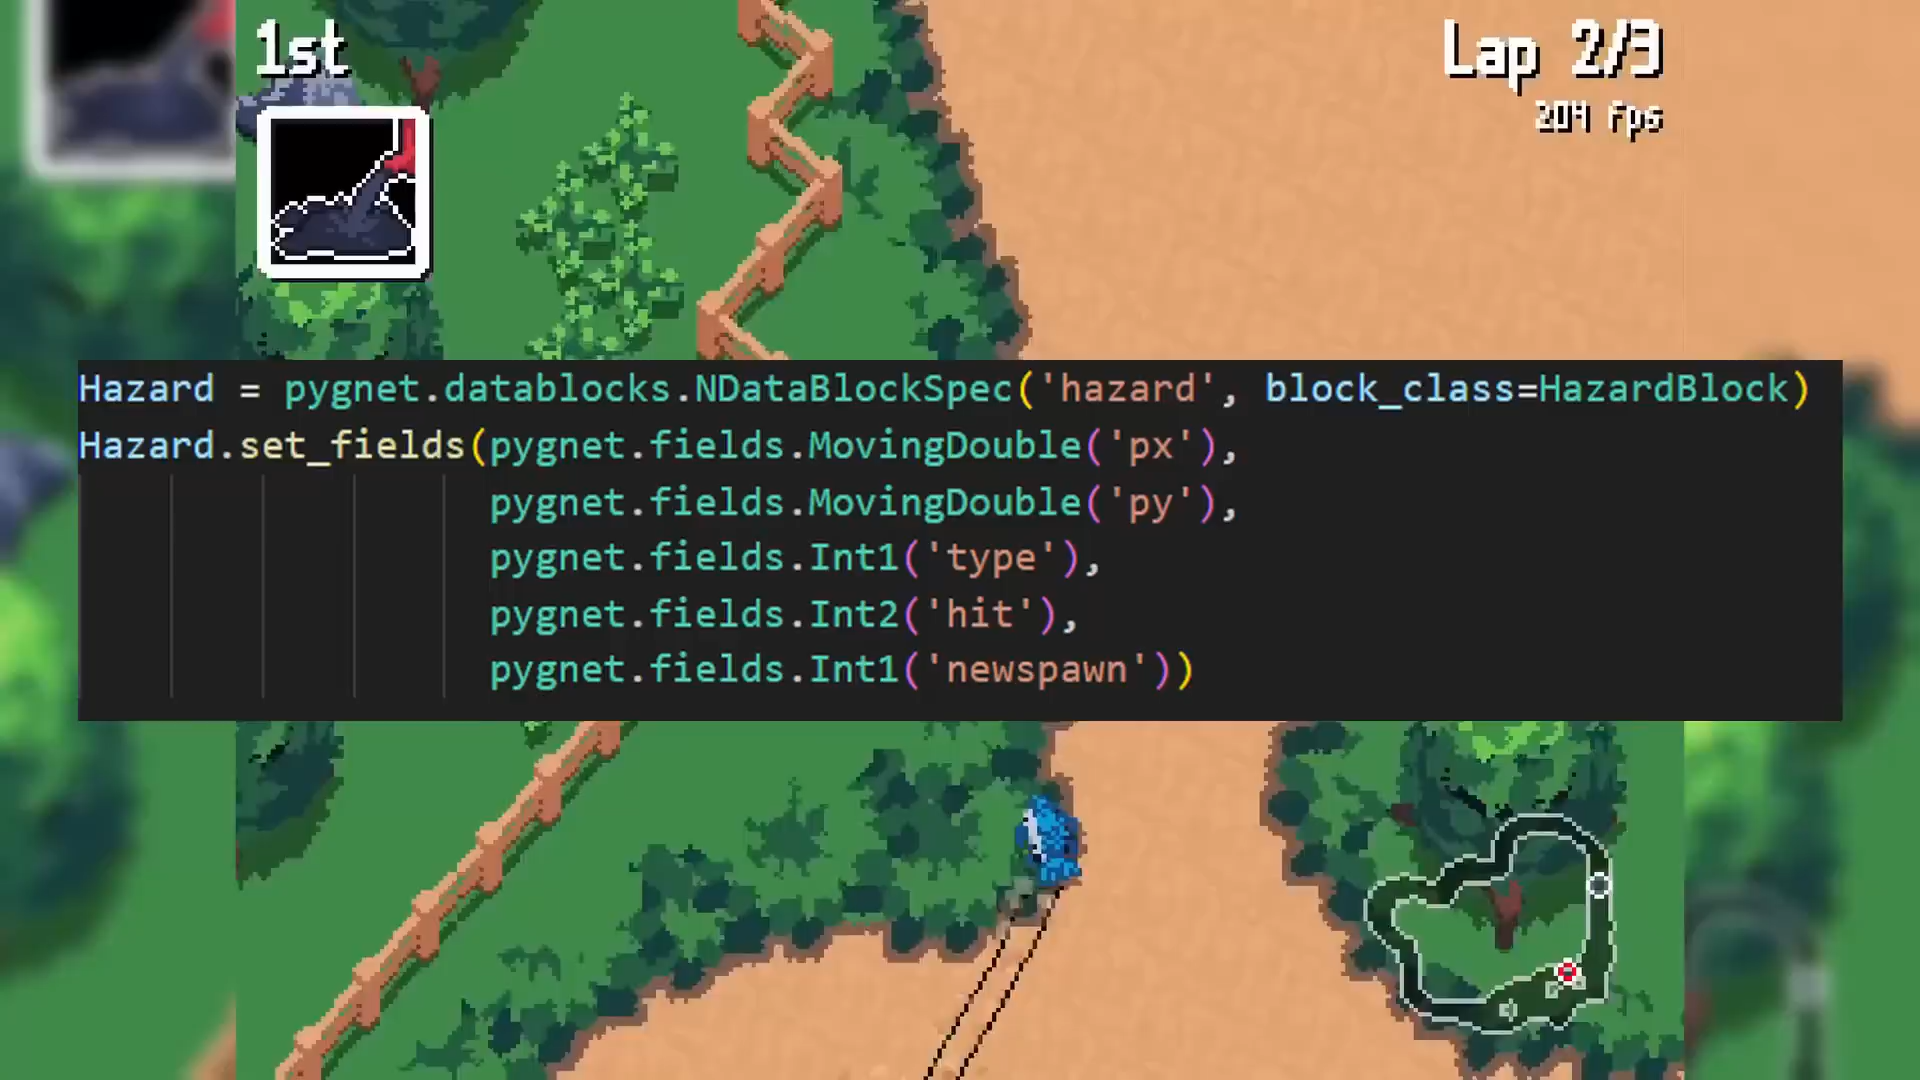 1st
Lap 2/3
204 fps
Hazard = pygnet.datablocks.NDataBlockSpec('hazard', block_class=HazardBlock)
Hazard.set_fields(pygnet.fields.MovingDouble('px'),
pygnet.fields.MovingDouble('py'),
pygnet.fields.Int1('type'),
pygnet.fields.Int2('hit'),
pygnet.fields.Int1('newspawn'))